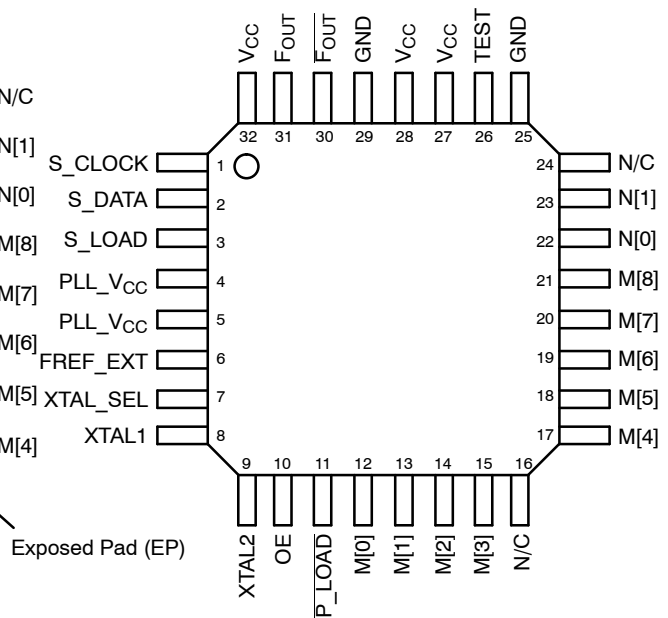 VCC
FOUT
FOUT
GND
VCC
VCC
TEST
GND
32
31
30
29
28
27
26
25
N/C
N[1]
N[0]
M[8]
M[7]
M[6]
M[5]
M[4]
Exposed Pad (EP)
S_CLOCK
1
S_DATA
2
S_LOAD
3
PLL_VCC
4
PLL_VCC
5
FREF_EXT
6
XTAL_SEL
7
XTAL1
8
24
N/C
23
N[1]
22
N[0]
21
M[8]
20
M[7]
19
M[6]
18
M[5]
17
M[4]
9
10
11
12
13
14
15
16
XTAL2
OE
P_LOAD
M[0]
M[1]
M[2]
M[3]
N/C